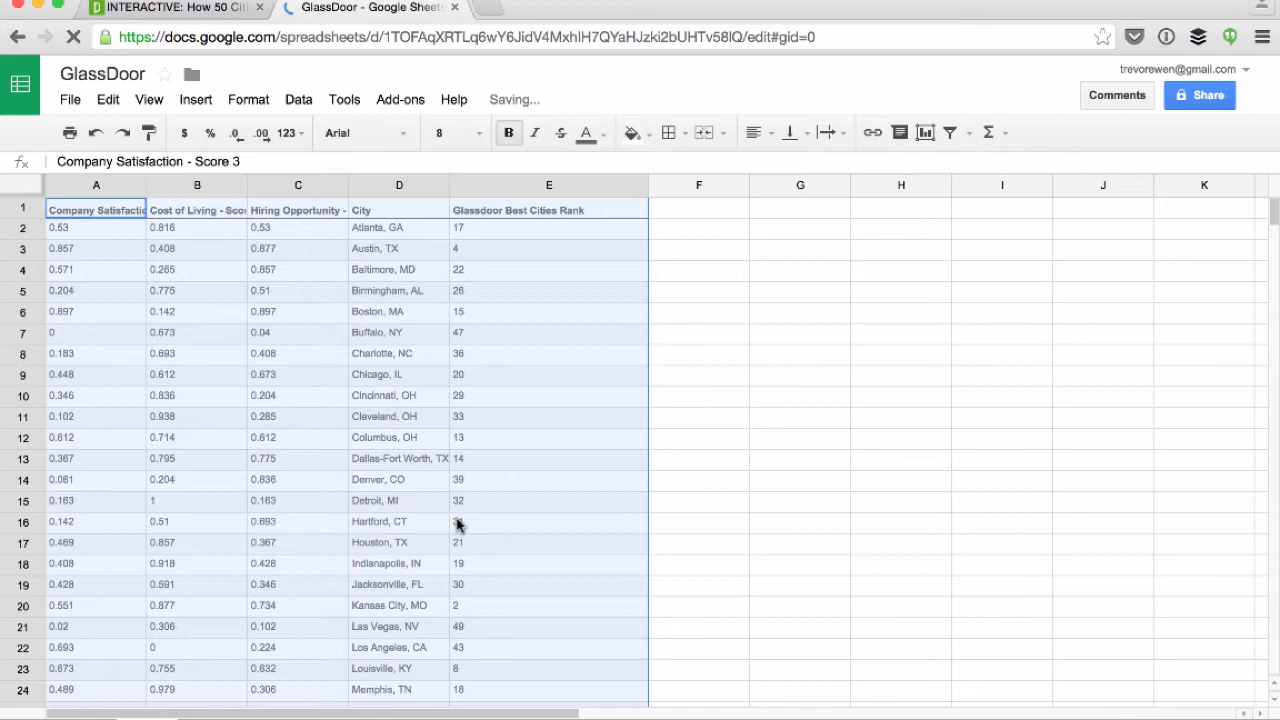 INTERACTIVE: How 50 Citi
GlassDoor - Google Sheets
https://docs.google.com/spreadsheets/d/1TOFAqXRTLq6wY6JidV4MxhlH7QYaHJzki2bUHTv58lQ/edit#gid=0
GlassDoor
trevorewen@gmail.com
File Edit View Insert Format Data Tools Add-ons Help Saving...
Comments Share
$ % .0 .00 123 Arial 8 B I S A Σ
fx Company Satisfaction - Score 3
A B C D E F G H I J K
1 Company Satisfactio Cost of Living - Scor Hiring Opportunity - City Glassdoor Best Cities Rank
2 0.53 0.816 0.53 Atlanta, GA 17
3 0.857 0.408 0.877 Austin, TX 4
4 0.571 0.265 0.857 Baltimore, MD 22
5 0.204 0.775 0.51 Birmingham, AL 26
6 0.897 0.142 0.897 Boston, MA 15
7 0 0.673 0.04 Buffalo, NY 47
8 0.183 0.693 0.408 Charlotte, NC 36
9 0.448 0.612 0.673 Chicago, IL 20
10 0.346 0.836 0.204 Cincinnati, OH 29
11 0.102 0.938 0.285 Cleveland, OH 33
12 0.612 0.714 0.612 Columbus, OH 13
13 0.367 0.795 0.775 Dallas-Fort Worth, TX 14
14 0.061 0.204 0.836 Denver, CO 39
15 0.163 1 0.163 Detroit, MI 32
16 0.142 0.51 0.693 Hartford, CT
17 0.469 0.857 0.367 Houston, TX 21
18 0.408 0.918 0.428 Indianapolis, IN 19
19 0.428 0.591 0.346 Jacksonville, FL 30
20 0.551 0.877 0.734 Kansas City, MO 2
21 0.02 0.306 0.102 Las Vegas, NV 49
22 0.693 0 0.224 Los Angeles, CA 43
23 0.673 0.755 0.632 Louisville, KY 8
24 0.489 0.979 0.306 Memphis, TN 18